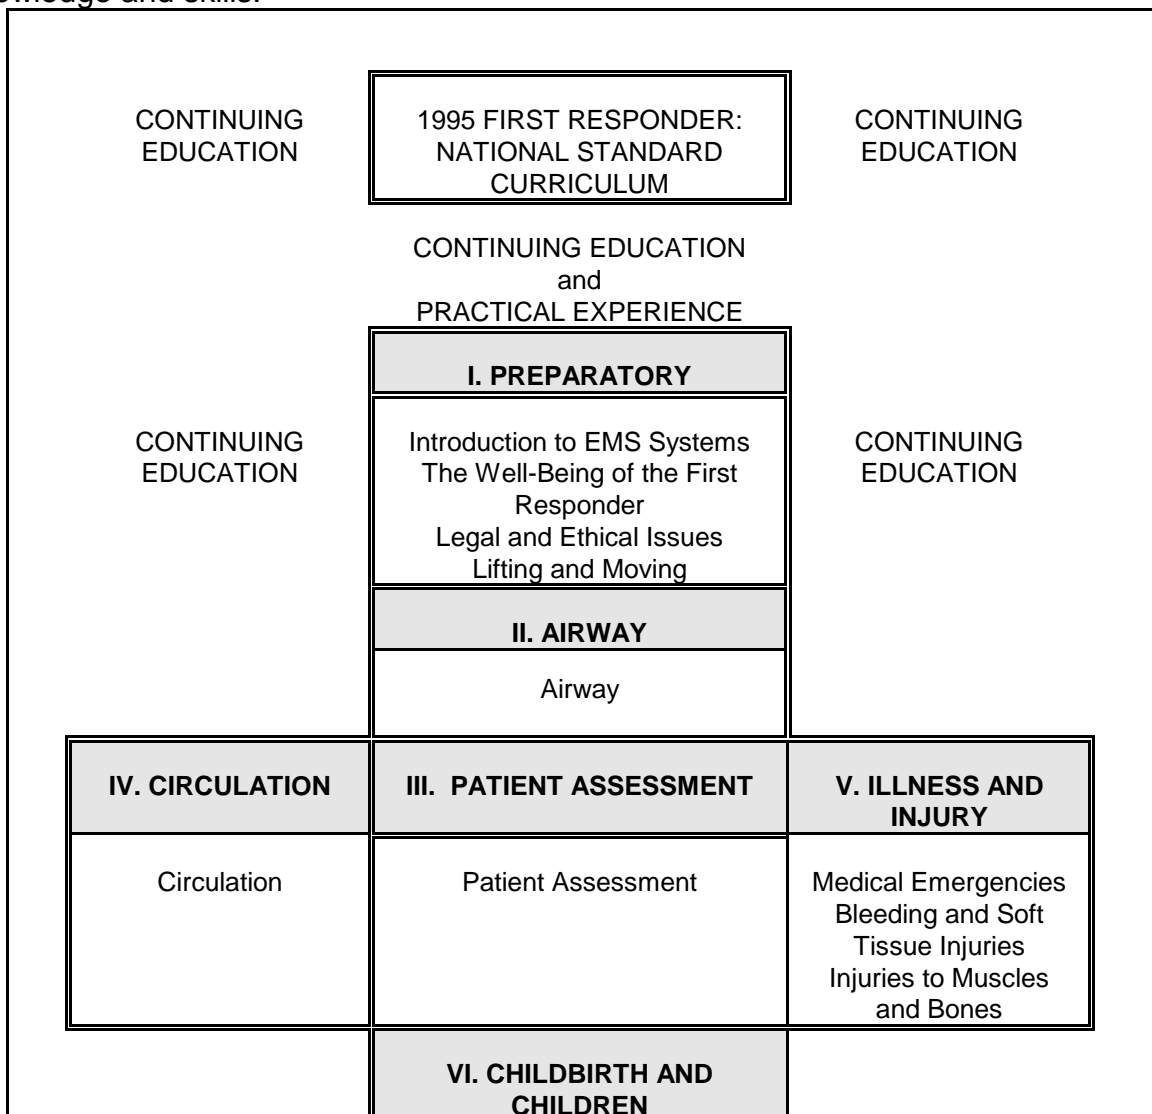 and skills.
CONTINUING
EDUCATION
1995 FIRST RESPONDER:
NATIONAL STANDARD
CURRICULUM
CONTINUING
EDUCATION
CONTINUING EDUCATION
and
PRACTICAL EXPERIENCE
I. PREPARATORY
CONTINUING
EDUCATION
Introduction to EMS Systems
The Well-Being of the First
Responder
Legal and Ethical Issues
Lifting and Moving
CONTINUING
EDUCATION
II. AIRWAY
Airway
IV. CIRCULATION
III. PATIENT ASSESSMENT
V. ILLNESS AND
INJURY
Circulation
Patient Assessment
Medical Emergencies
Bleeding and Soft
Tissue Injuries
Injuries to Muscles
and Bones
VI. CHILDBIRTH AND
CHILDREN